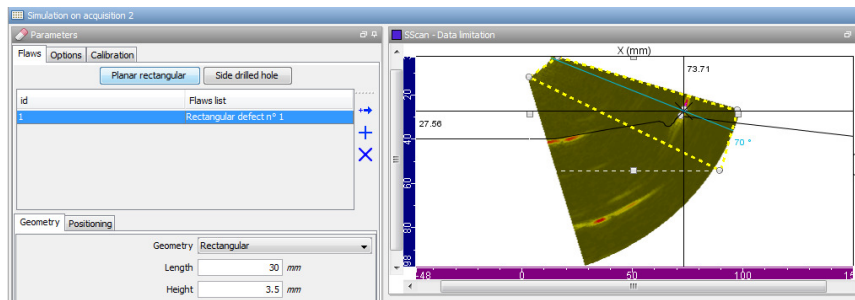 Simulation on acquisition 2
Parameters
Flaws Options Calibration
Planar rectangular Side drilled hole
id Flaws list
1 Rectangular defect n° 1
Geometry Positioning
Geometry Rectangular
Length 30 mm
Height 3.5 mm
SScan - Data limitation
X (mm)
73.71
20
27.56
40
70 °
60
80
98
-48 0 50 100 15